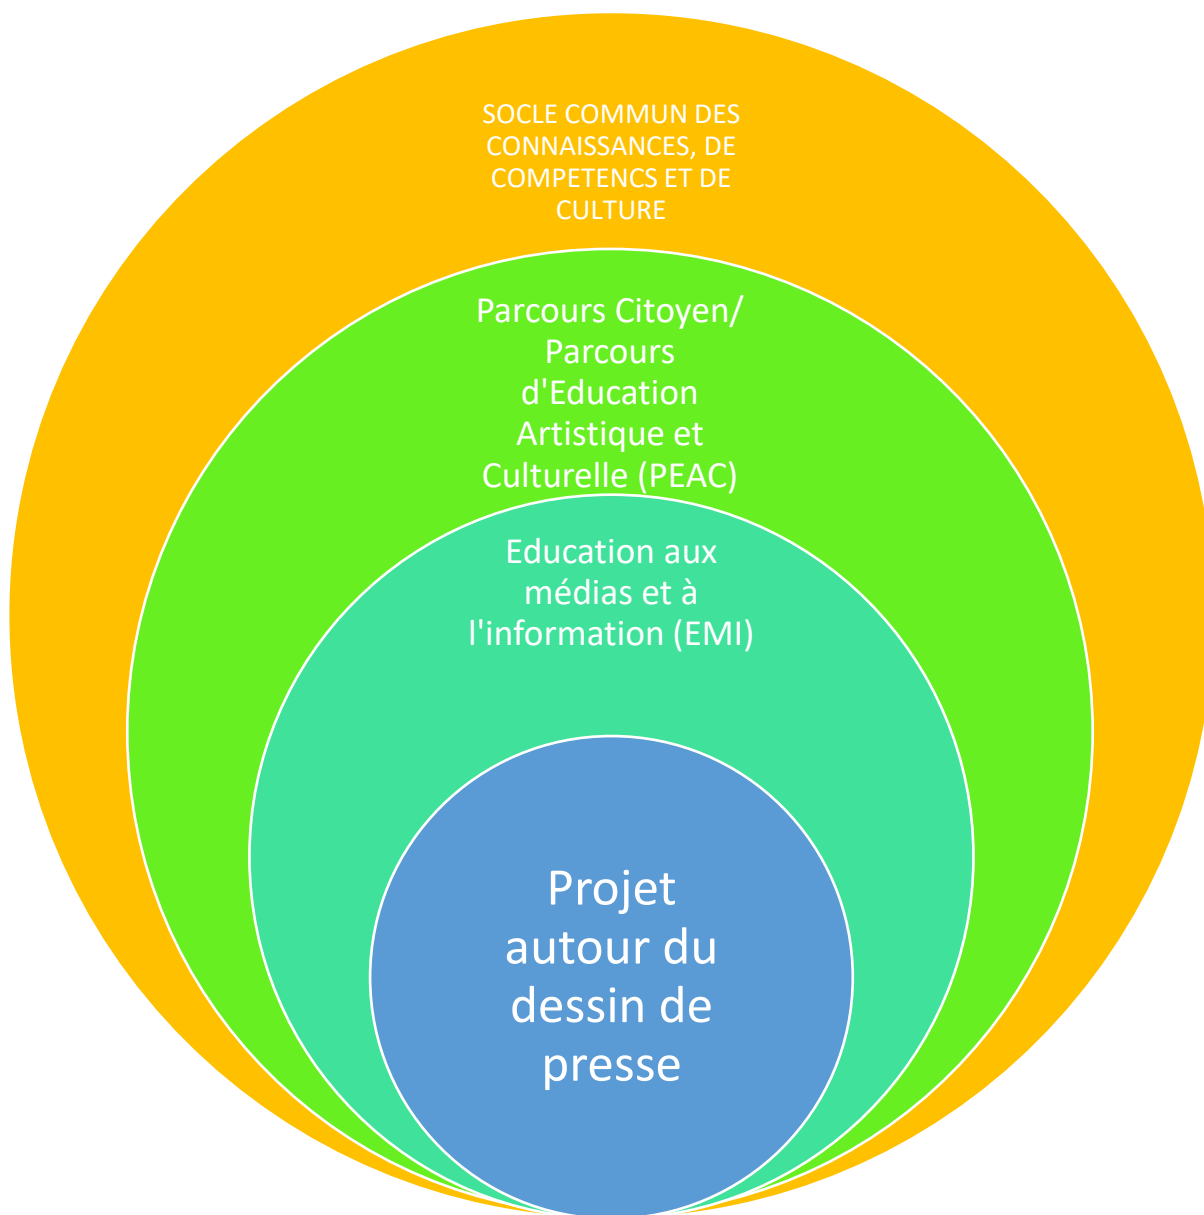 SOCLE COMMUN DES
CONNAISSANCES, DE
COMPETENCS ET DE
CULTURE
Parcours Citoyen/
Parcours
d'Education
Artistique et
Culturelle (PEAC)
Education aux
médias et à
l'information (EMI)
Projet
autour du
dessin de
presse